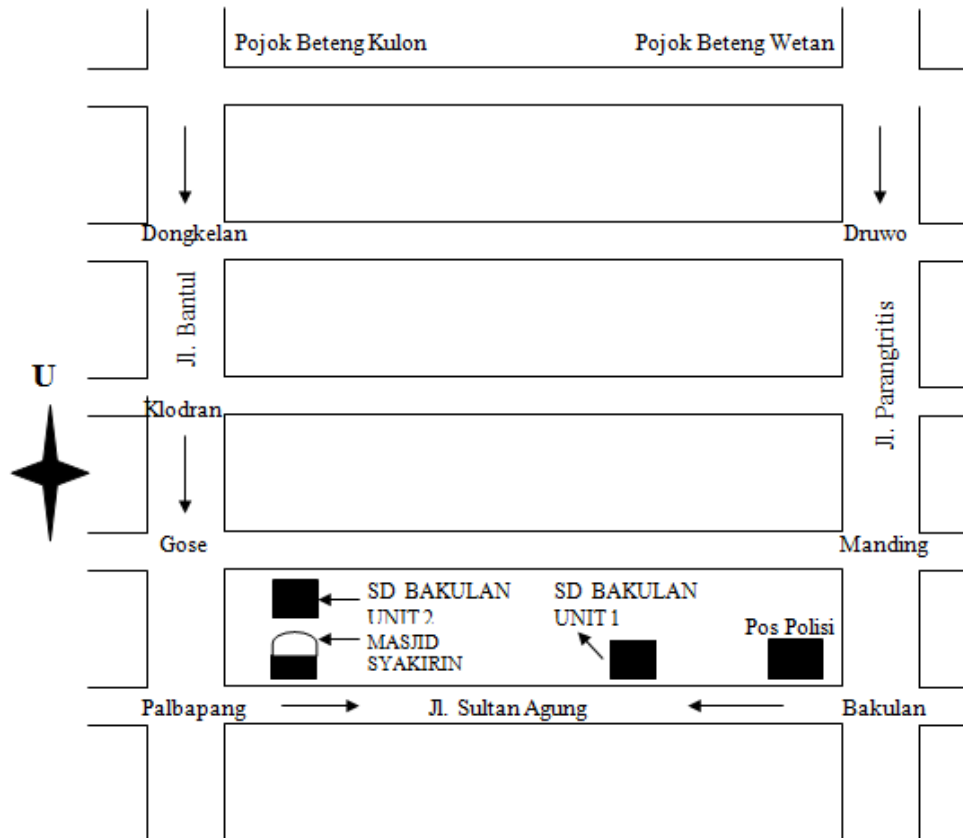 Pojok Beteng Kulon
Pojok Beteng Wetan
Dongkelan
Druwo
Jl. Bantul
Jl. Parangtritis
U
Klodran
Gose
Manding
SD BAKULAN
UNIT 2
SD BAKULAN
UNIT 1
Pos Polisi
MASJID
SYAKIRIN
Palbapang
Jl. Sultan Agung
Bakulan